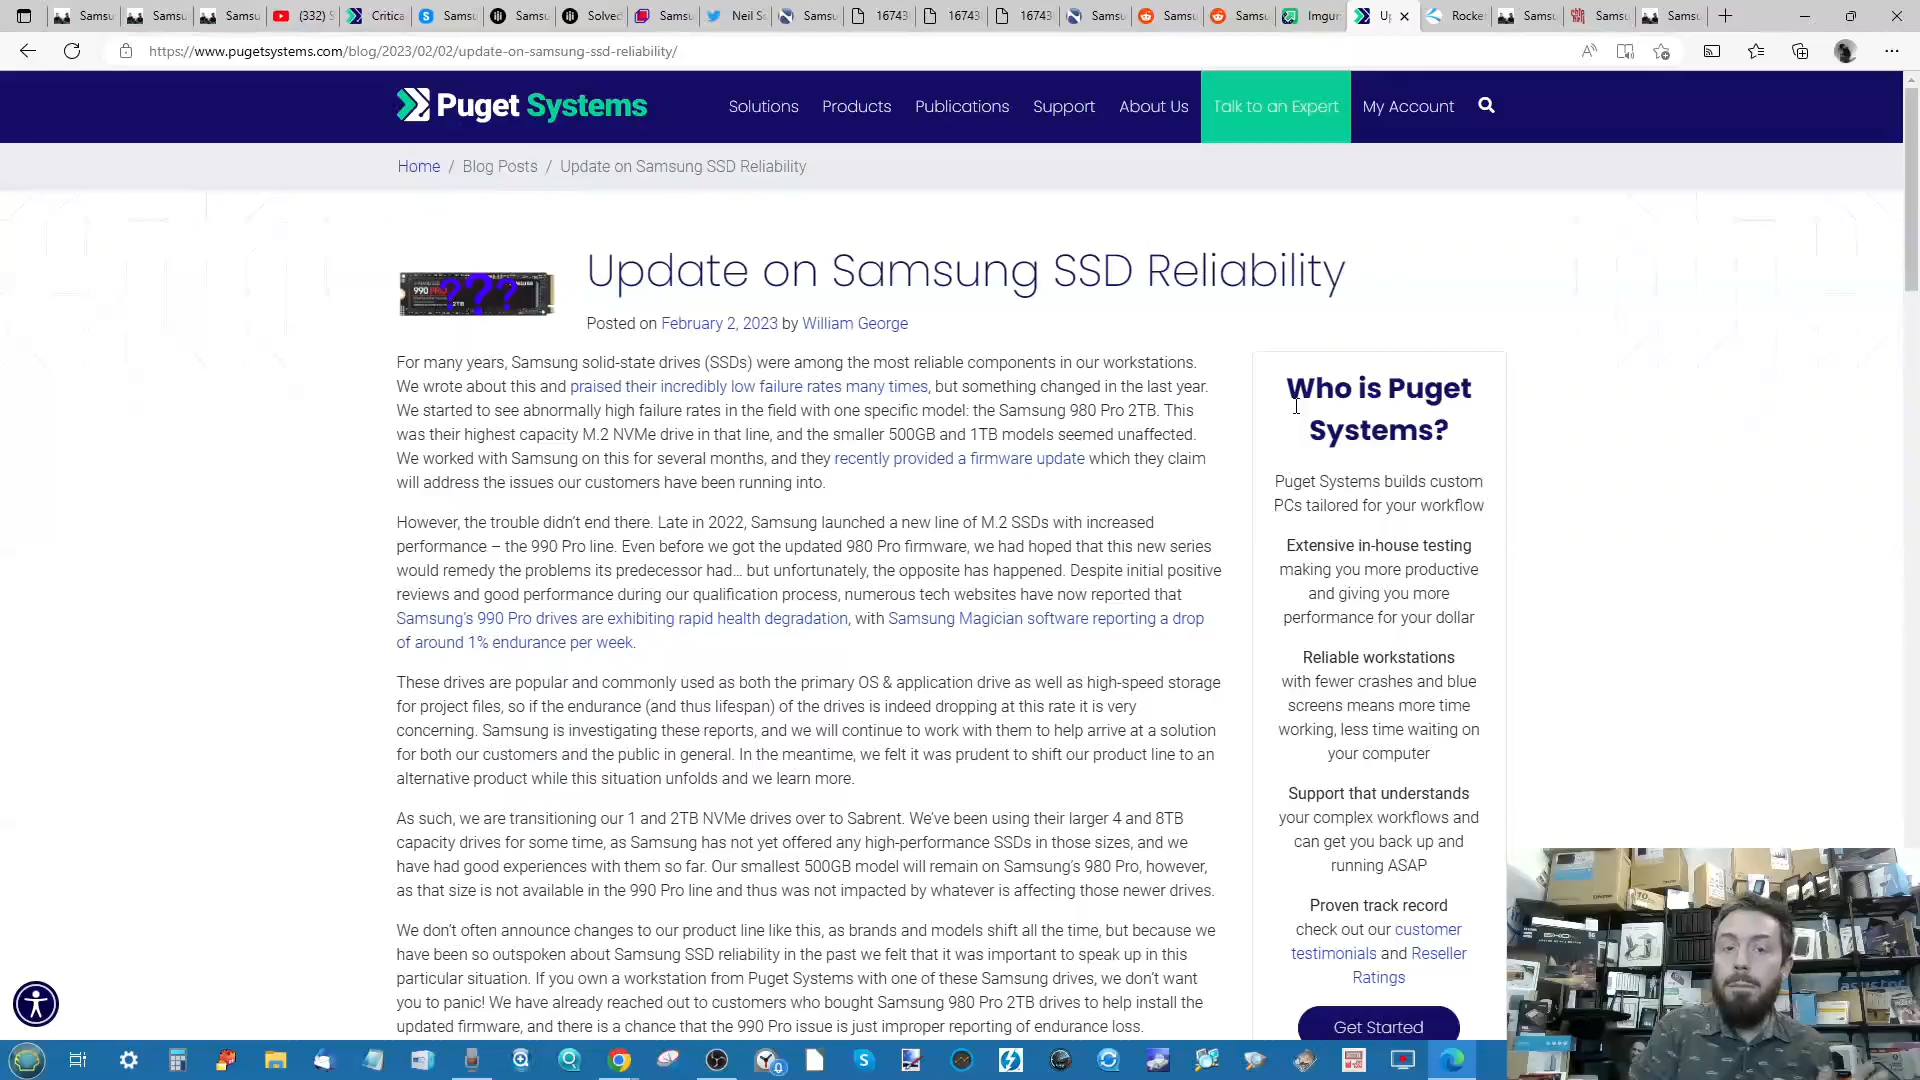 Samsu
Samsu
Samsu
(332) S
Critica
Samsu
Samsu
Solved
Samsu
Neil S
Samsu
16743
16743
16743
Samsu
Samsu
Samsu
Imgur
Up
Rocke
Samsu
Samsu
Samsu
https://www.pugetsystems.com/blog/2023/02/02/update-on-samsung-ssd-reliability/
Puget Systems
Solutions
Products
Publications
Support
About Us
Talk to an Expert
My Account
Home / Blog Posts / Update on Samsung SSD Reliability
990 PRO
???
2TB
Update on Samsung SSD Reliability
Posted on February 2, 2023 by William George
For many years, Samsung solid-state drives (SSDs) were among the most reliable components in our workstations.
We wrote about this and praised their incredibly low failure rates many times, but something changed in the last year.
We started to see abnormally high failure rates in the field with one specific model: the Samsung 980 Pro 2TB. This
was their highest capacity M.2 NVMe drive in that line, and the smaller 500GB and 1TB models seemed unaffected.
We worked with Samsung on this for several months, and they recently provided a firmware update which they claim
will address the issues our customers have been running into.
However, the trouble didn't end there. Late in 2022, Samsung launched a new line of M.2 SSDs with increased
performance – the 990 Pro line. Even before we got the updated 980 Pro firmware, we had hoped that this new series
would remedy the problems its predecessor had… but unfortunately, the opposite has happened. Despite initial positive
reviews and good performance during our qualification process, numerous tech websites have now reported that
Samsung's 990 Pro drives are exhibiting rapid health degradation, with Samsung Magician software reporting a drop
of around 1% endurance per week.
These drives are popular and commonly used as both the primary OS & application drive as well as high-speed storage
for project files, so if the endurance (and thus lifespan) of the drives is indeed dropping at this rate it is very
concerning. Samsung is investigating these reports, and we will continue to work with them to help arrive at a solution
for both our customers and the public in general. In the meantime, we felt it was prudent to shift our product line to an
alternative product while this situation unfolds and we learn more.
As such, we are transitioning our 1 and 2TB NVMe drives over to Sabrent. We've been using their larger 4 and 8TB
capacity drives for some time, as Samsung has not yet offered any high-performance SSDs in those sizes, and we
have had good experiences with them so far. Our smallest 500GB model will remain on Samsung's 980 Pro, however,
as that size is not available in the 990 Pro line and thus was not impacted by whatever is affecting those newer drives.
We don't often announce changes to our product line like this, as brands and models shift all the time, but because we
have been so outspoken about Samsung SSD reliability in the past we felt that it was important to speak up in this
particular situation. If you own a workstation from Puget Systems with one of these Samsung drives, we don't want
you to panic! We have already reached out to customers who bought Samsung 980 Pro 2TB drives to help install the
updated firmware, and there is a chance that the 990 Pro issue is just improper reporting of endurance loss.
Who is Puget
Systems?
Puget Systems builds custom
PCs tailored for your workflow
Extensive in-house testing
making you more productive
and giving you more
performance for your dollar
Reliable workstations
with fewer crashes and blue
screens means more time
working, less time waiting on
your computer
Support that understands
your complex workflows and
can get you back up and
running ASAP
Proven track record
check out our customer
testimonials and Reseller
Ratings
Get Started